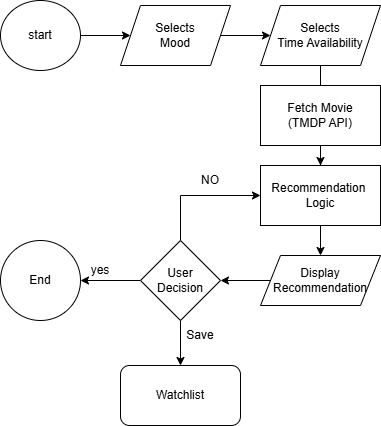 start
Selects
Mood
Selects
Time Availability
Fetch Movie
(TMDP API)
Recommendation
Logic
NO
Display
Recommendation
User
Decision
yes
End
Save
Watchlist